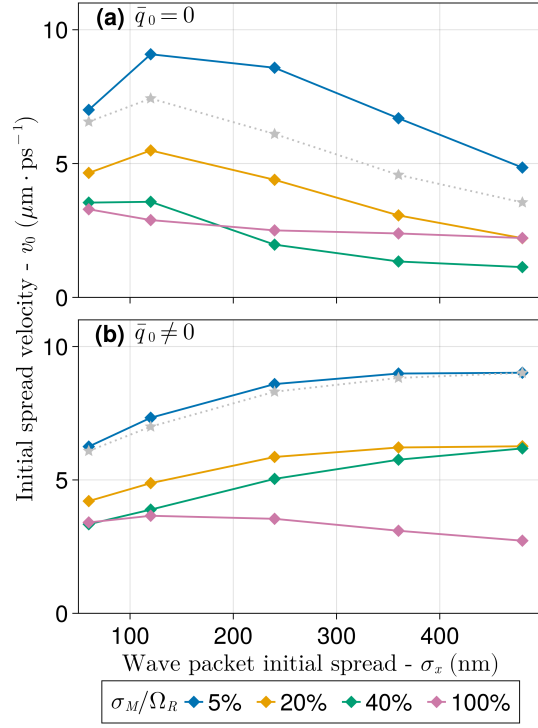 (a) q̄₀ = 0
10
5
0
(b) q̄₀ ≠ 0
10
5
0
100 200 300 400
Initial spread velocity - v₀ (μm · ps⁻¹)
Wave packet initial spread - σₓ (nm)
σ_M/Ω_R 5% 20% 40% 100%